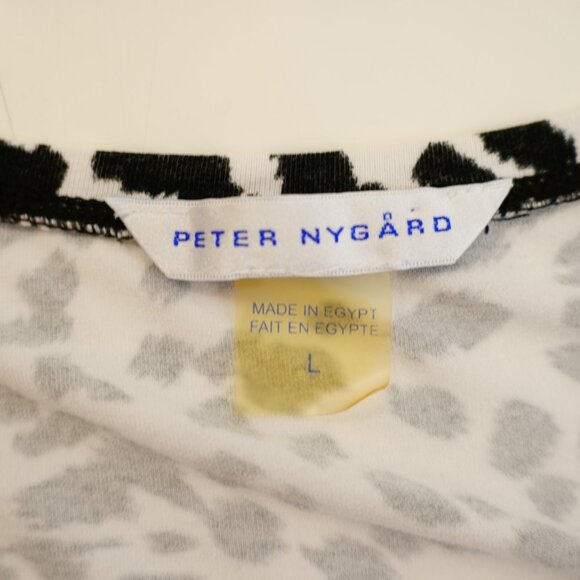 PETER NYGÅRD
MADE IN EGYPT
FAIT EN EGYPTE
L